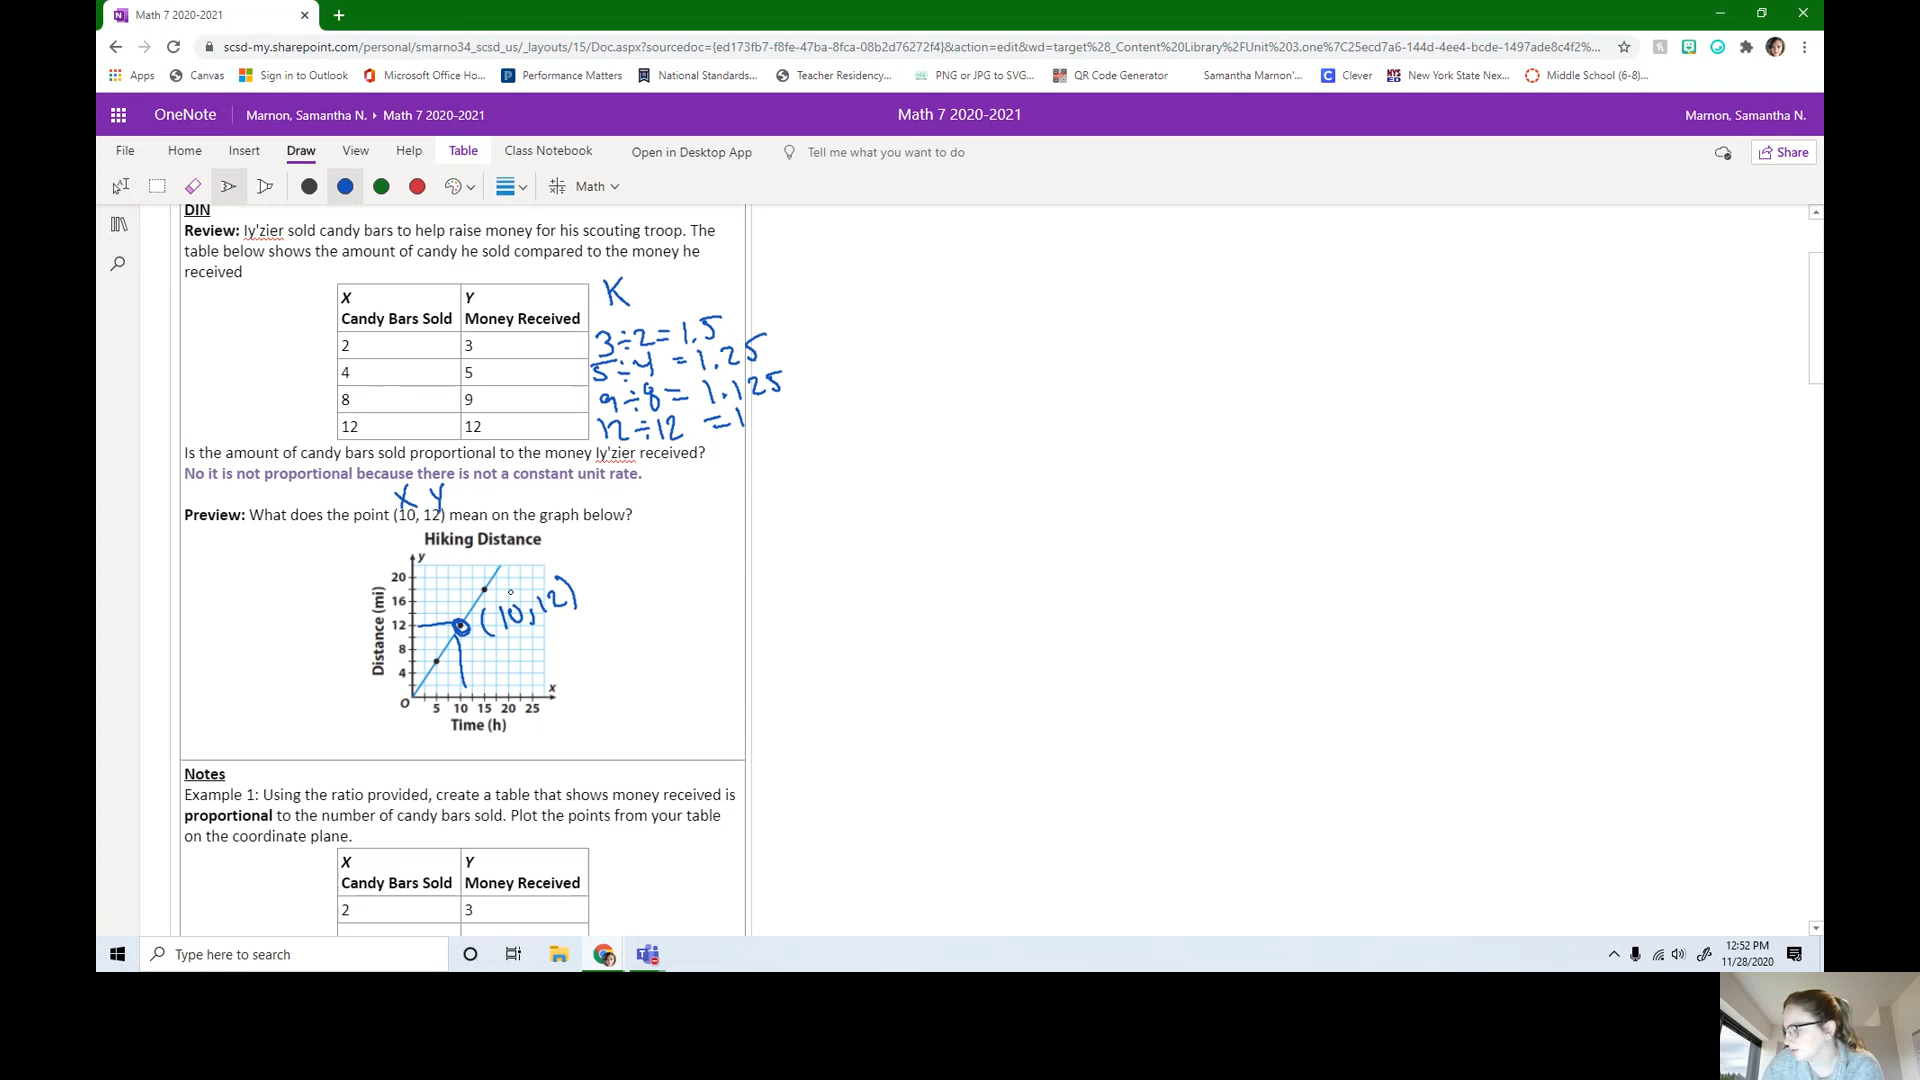 Math 7 2020-2021
scsd-my.sharepoint.com/personal/smarno34_scsd_us/_layouts/15/Doc.aspx?sourcedoc={ed173fb7-f8fe-47ba-8fca-08b2d76272f4}&action=edit&wd=target%28_Content%20Library%2FUnit%203.one%7C25ecd7a6-144d-4ee4-bcde-1497ade8c4f2%...
Apps Canvas Sign in to Outlook Microsoft Office Ho... Performance Matters National Standards... Teacher Residency... PNG or JPG to SVG... QR Code Generator Samantha Marnon'... Clever New York State Nex... Middle School (6-8)...
OneNote Marnon, Samantha N. Math 7 2020-2021 Math 7 2020-2021 Marnon, Samantha N.
File Home Insert Draw View Help Table Class Notebook Open in Desktop App Tell me what you want to do Share
Math
DIN
Review: Iy'zier sold candy bars to help raise money for his scouting troop. The
table below shows the amount of candy he sold compared to the money he
received
X Y K
Candy Bars Sold Money Received
2 3 3÷2=1.5
4 5 5÷4 =1.25
8 9 9÷8= 1.125
12 12 12÷12 =1
Is the amount of candy bars sold proportional to the money Iy'zier received?
No it is not proportional because there is not a constant unit rate.
X Y
Preview: What does the point (10, 12) mean on the graph below?
Hiking Distance
y
20
16
12
8
4
O
(10,12)
Distance (mi)
x
5 10 15 20 25
Time (h)
Notes
Example 1: Using the ratio provided, create a table that shows money received is
proportional to the number of candy bars sold. Plot the points from your table
on the coordinate plane.
X Y
Candy Bars Sold Money Received
2 3
Type here to search
12:52 PM
11/28/2020